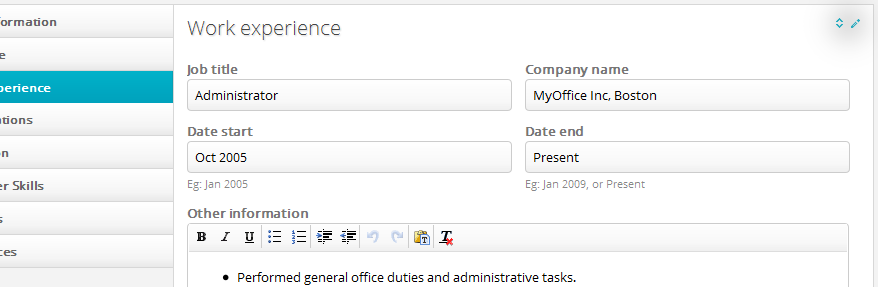 ormation
e
perience
ations
on
er Skills
s
ces
Work experience
Job title
Company name
Administrator
MyOffice Inc, Boston
Date start
Date end
Oct 2005
Present
Eg: Jan 2005
Eg: Jan 2009, or Present
Other information
B I U
• Performed general office duties and administrative tasks.